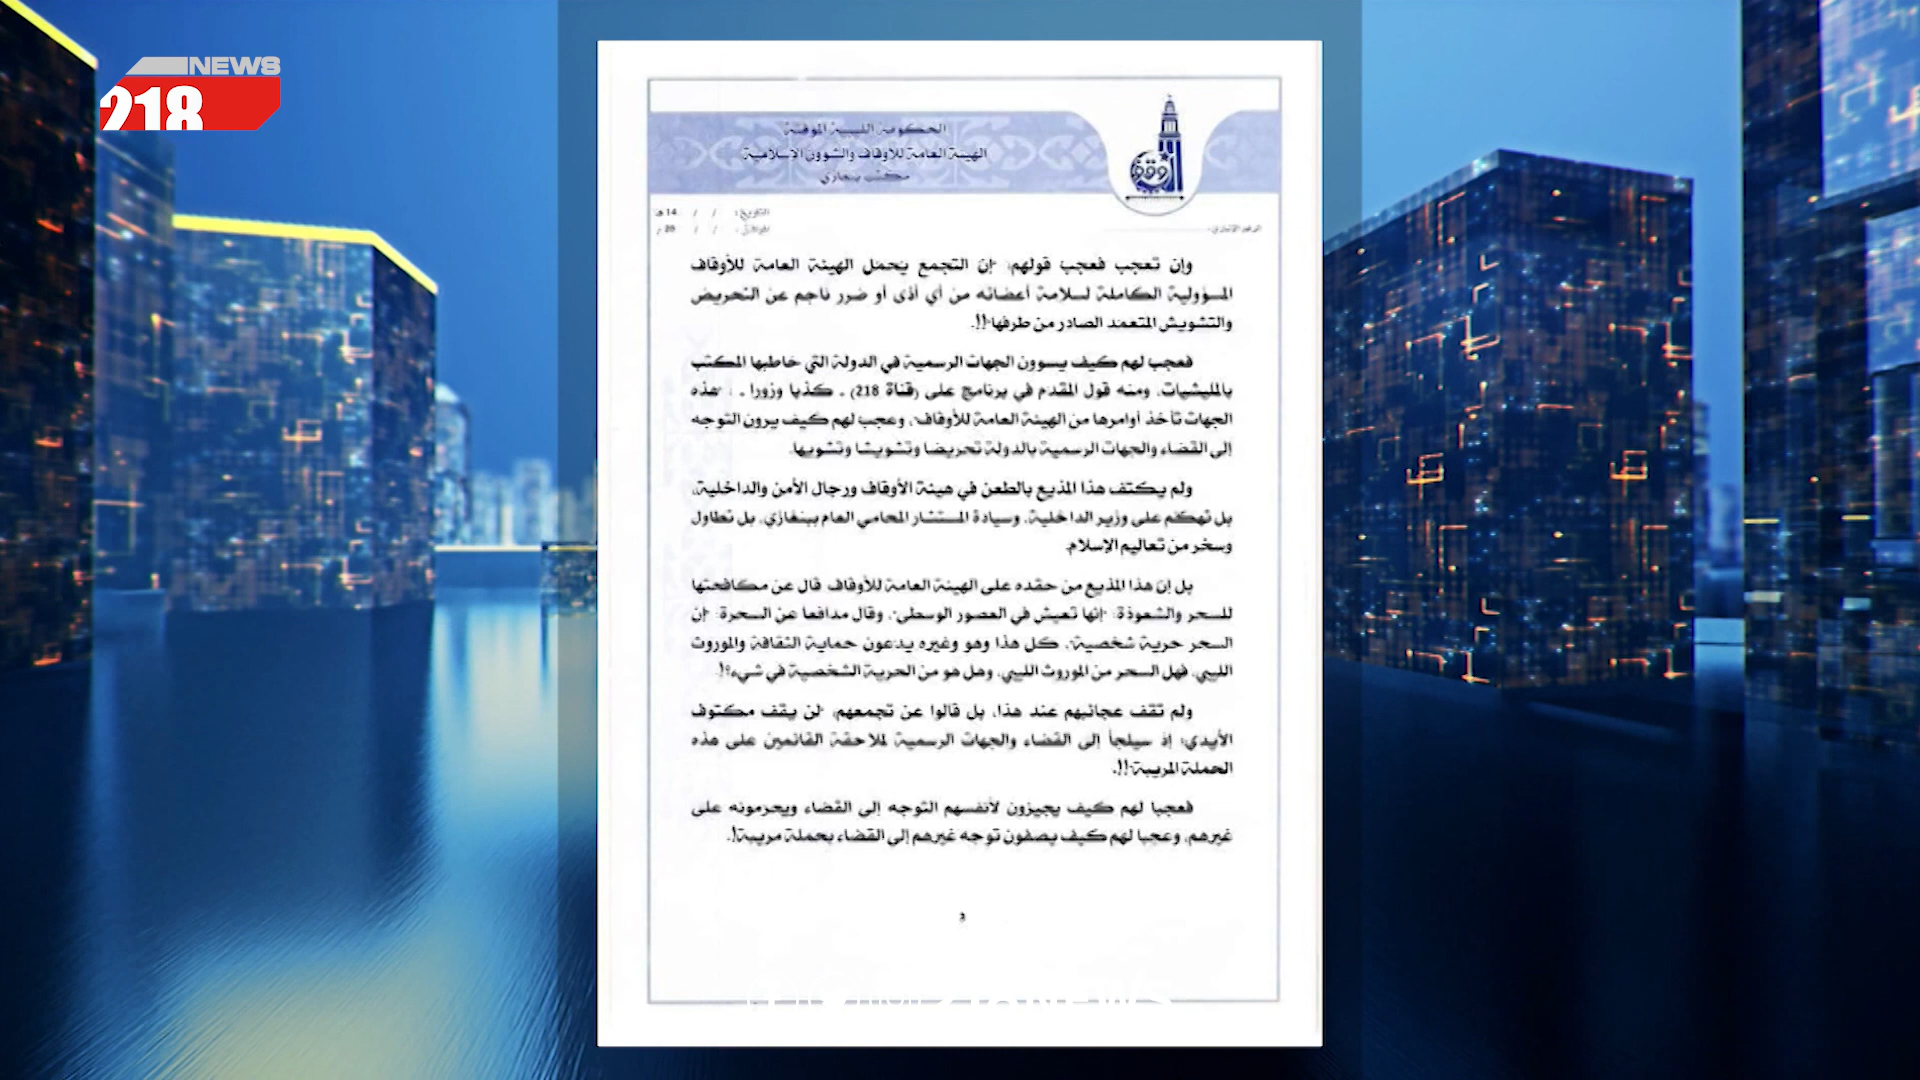 NEWS
218
الحكومة الليبية المؤقتة
الهيئة العامة للأوقاف والشؤون الإسلامية
مكتب بنغازي
التاريخ: / / 14 هـ
الموافق: / / 20 م
الرقم الإشاري:
وإن تعجب فعجب قولهم: "إن التجمع يحمل الهيئة العامة للأوقاف
المسؤولية الكاملة لسلامة أعضائه من أي أذى أو ضرر ناجم عن التحريض
والتشويش المتعمد الصادر من طرفها"!!.
فعجب لهم كيف يسوون الجهات الرسمية في الدولة التي خاطبها المكتب
بالمليشيات، ومنه قول المقدم في برنامج على (قناة 218) ـ كذبا وزورا ـ : "هذه
الجهات تأخذ أوامرها من الهيئة العامة للأوقاف"، وعجب لهم كيف يرون التوجه
إلى القضاء والجهات الرسمية بالدولة تحريضا وتشويشا وتشويها.
ولم يكتف هذا المذيع بالطعن في هيئة الأوقاف ورجال الأمن والداخلية،
بل تهكم على وزير الداخلية، وسيادة المستشار المحامي العام ببنغازي، بل تطاول
وسخر من تعاليم الإسلام.
بل إن هذا المذيع من حقده على الهيئة العامة للأوقاف قال عن مكافحتها
للسحر والشعوذة: "إنها تعيش في العصور الوسطى"، وقال مدافعا عن السحرة: "إن
السحر حرية شخصية"، كل هذا وهو وغيره يدعون حماية الثقافة والموروث
الليبي، فهل السحر من الموروث الليبي، وهل هو من الحرية الشخصية في شيء؟!.
ولم تقف عجائبهم عند هذا، بل قالوا عن تجمعهم: "لن يقف مكتوف
الأيدي؛ إذ سيلجأ إلى القضاء والجهات الرسمية لملاحقة القائمين على هذه
الحملة المريبة"!!.
فعجبا لهم كيف يجيزون لأنفسهم التوجه إلى القضاء ويحرمونه على
غيرهم، وعجبا لهم كيف يصفون توجه غيرهم إلى القضاء بحملة مريبة!.
3